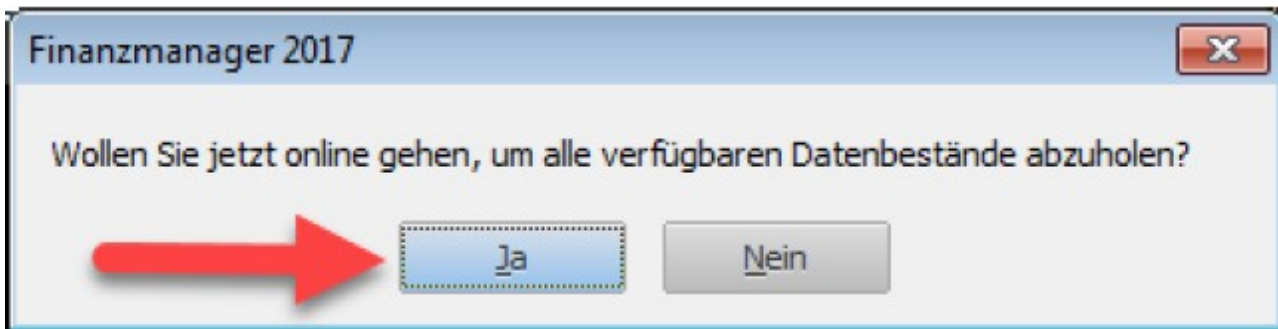 Finanzmanager 2017
Wollen Sie jetzt online gehen, um alle verfügbaren Datenbestände abzuholen?
Ja
Nein